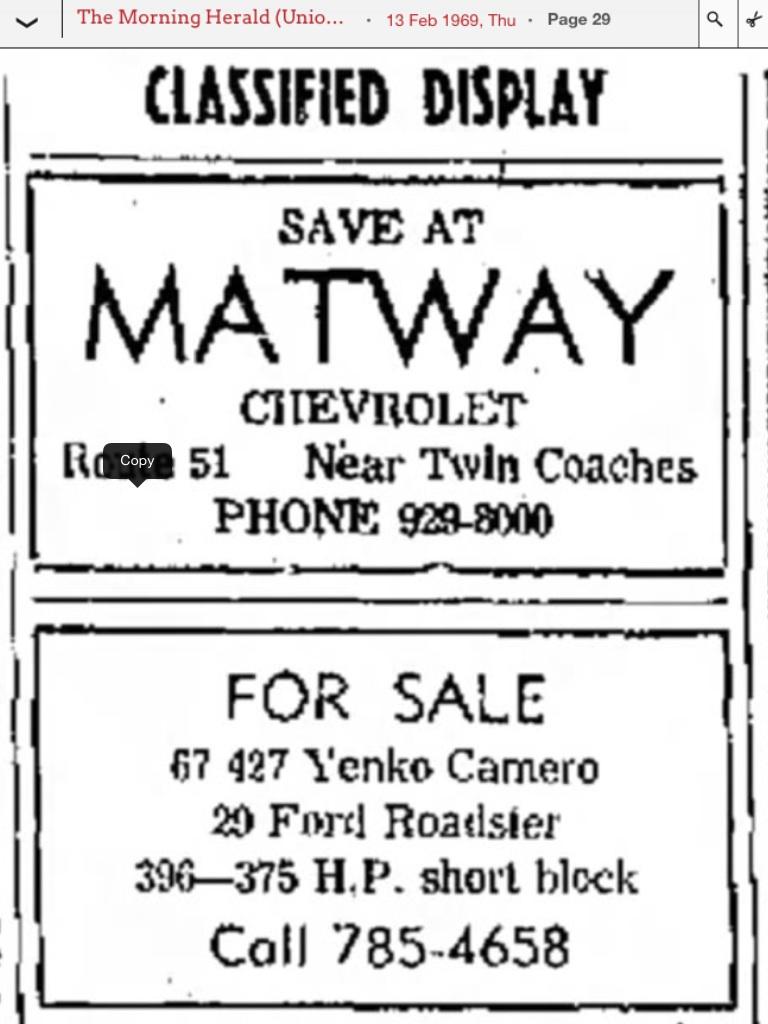 The Morning Herald (Unio... · 13 Feb 1969, Thu · Page 29
CLASSIFIED DISPLAY
SAVE AT
MATWAY
CHEVROLET
51 Near Twin Coaches
Copy
PHONE 929-8000
FOR SALE
67 427 Yenko Camero
29 Ford Roadster
396—375 H.P. short block
Call 785-4658